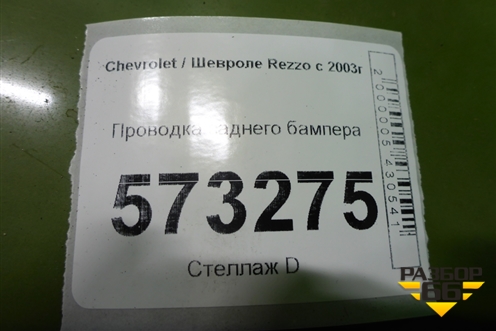 Chevrolet / Шевроле Rezzo с 2003г
Проводка заднего бампера
573275
Стеллаж D
2000005430541
РАЗБОР
66